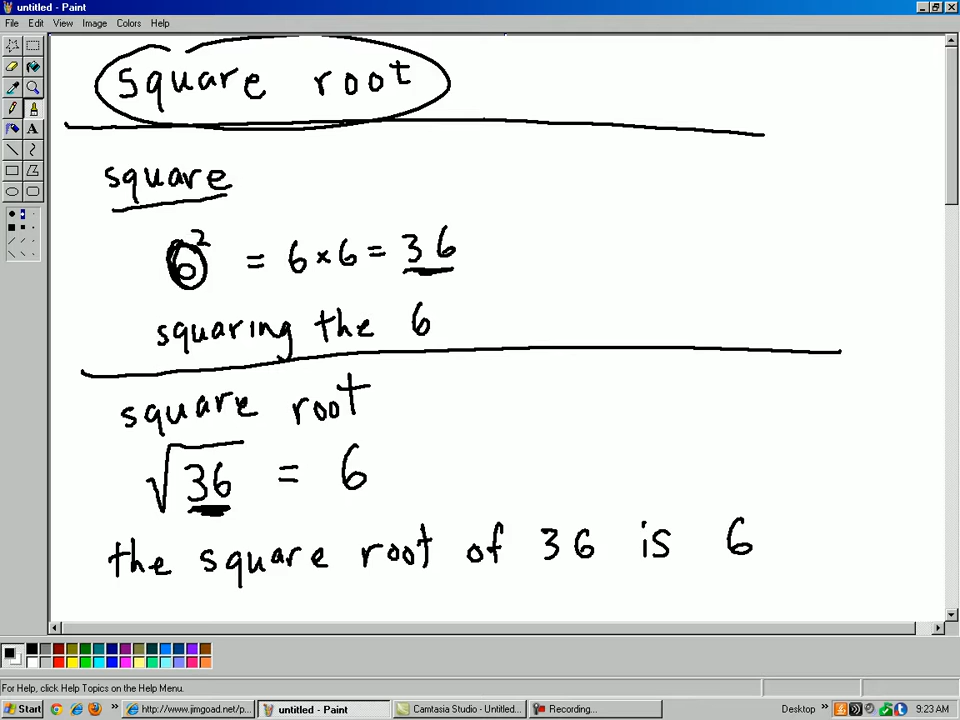 untitled - Paint
File Edit View Image Colors Help
square root
square
6² = 6 × 6 = 36
squaring the 6
square root
√36 = 6
the square root of 36 is 6
For Help, click Help Topics on the Help Menu.
Start » http://www.jimgoad.net/p... untitled - Paint Camtasia Studio - Untitled... Recording... Desktop » 9:23 AM